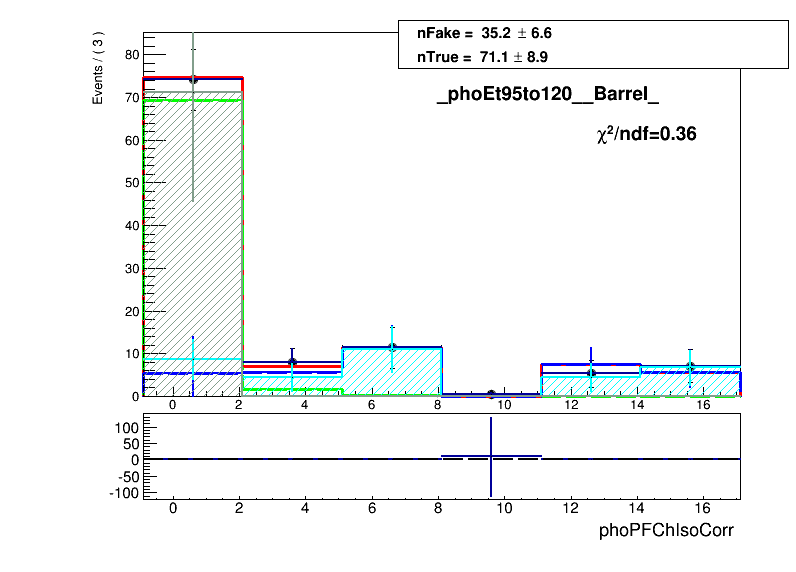 nFake = 35.2 ± 6.6
nTrue = 71.1 ± 8.9
Events / ( 3 )
_phoEt95to120__Barrel_
χ²/ndf=0.36
80
70
60
50
40
30
20
10
0
0 2 4 6 8 10 12 14 16
100
50
0
-50
-100
0 2 4 6 8 10 12 14 16
phoPFChIsoCorr